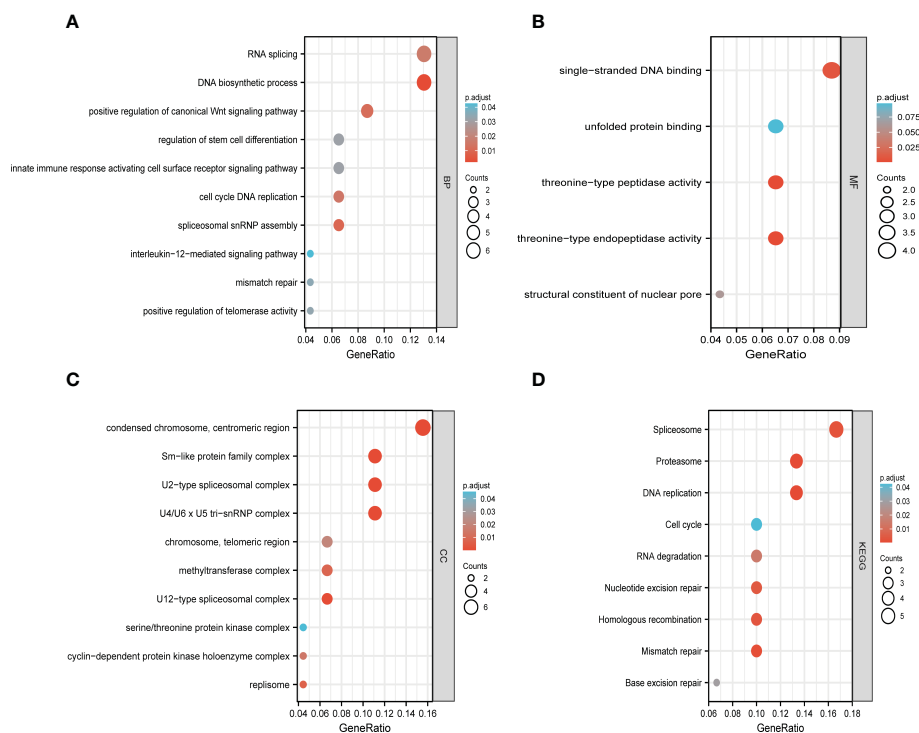 A
RNA splicing
DNA biosynthetic process
positive regulation of canonical Wnt signaling pathway
regulation of stem cell differentiation
innate immune response activating cell surface receptor signaling pathway
cell cycle DNA replication
spliceosomal snRNP assembly
interleukin-12-mediated signaling pathway
mismatch repair
positive regulation of telomerase activity
0.04 0.06 0.08 0.10 0.12 0.14
GeneRatio
BP
p.adjust
0.04
0.03
0.02
0.01
Counts
2
3
4
5
6
B
single-stranded DNA binding
unfolded protein binding
threonine-type peptidase activity
threonine-type endopeptidase activity
structural constituent of nuclear pore
0.04 0.05 0.06 0.07 0.08 0.09
GeneRatio
MF
p.adjust
0.075
0.050
0.025
Counts
2.0
2.5
3.0
3.5
4.0
C
condensed chromosome, centromeric region
Sm-like protein family complex
U2-type spliceosomal complex
U4/U6 x U5 tri-snRNP complex
chromosome, telomeric region
methyltransferase complex
U12-type spliceosomal complex
serine/threonine protein kinase complex
cyclin-dependent protein kinase holoenzyme complex
replisome
0.04 0.06 0.08 0.10 0.12 0.14 0.16
GeneRatio
CC
p.adjust
0.04
0.03
0.02
0.01
Counts
2
4
6
D
Spliceosome
Proteasome
DNA replication
Cell cycle
RNA degradation
Nucleotide excision repair
Homologous recombination
Mismatch repair
Base excision repair
0.06 0.08 0.10 0.12 0.14 0.16 0.18
GeneRatio
KEGG
p.adjust
0.04
0.03
0.02
0.01
Counts
2
3
4
5